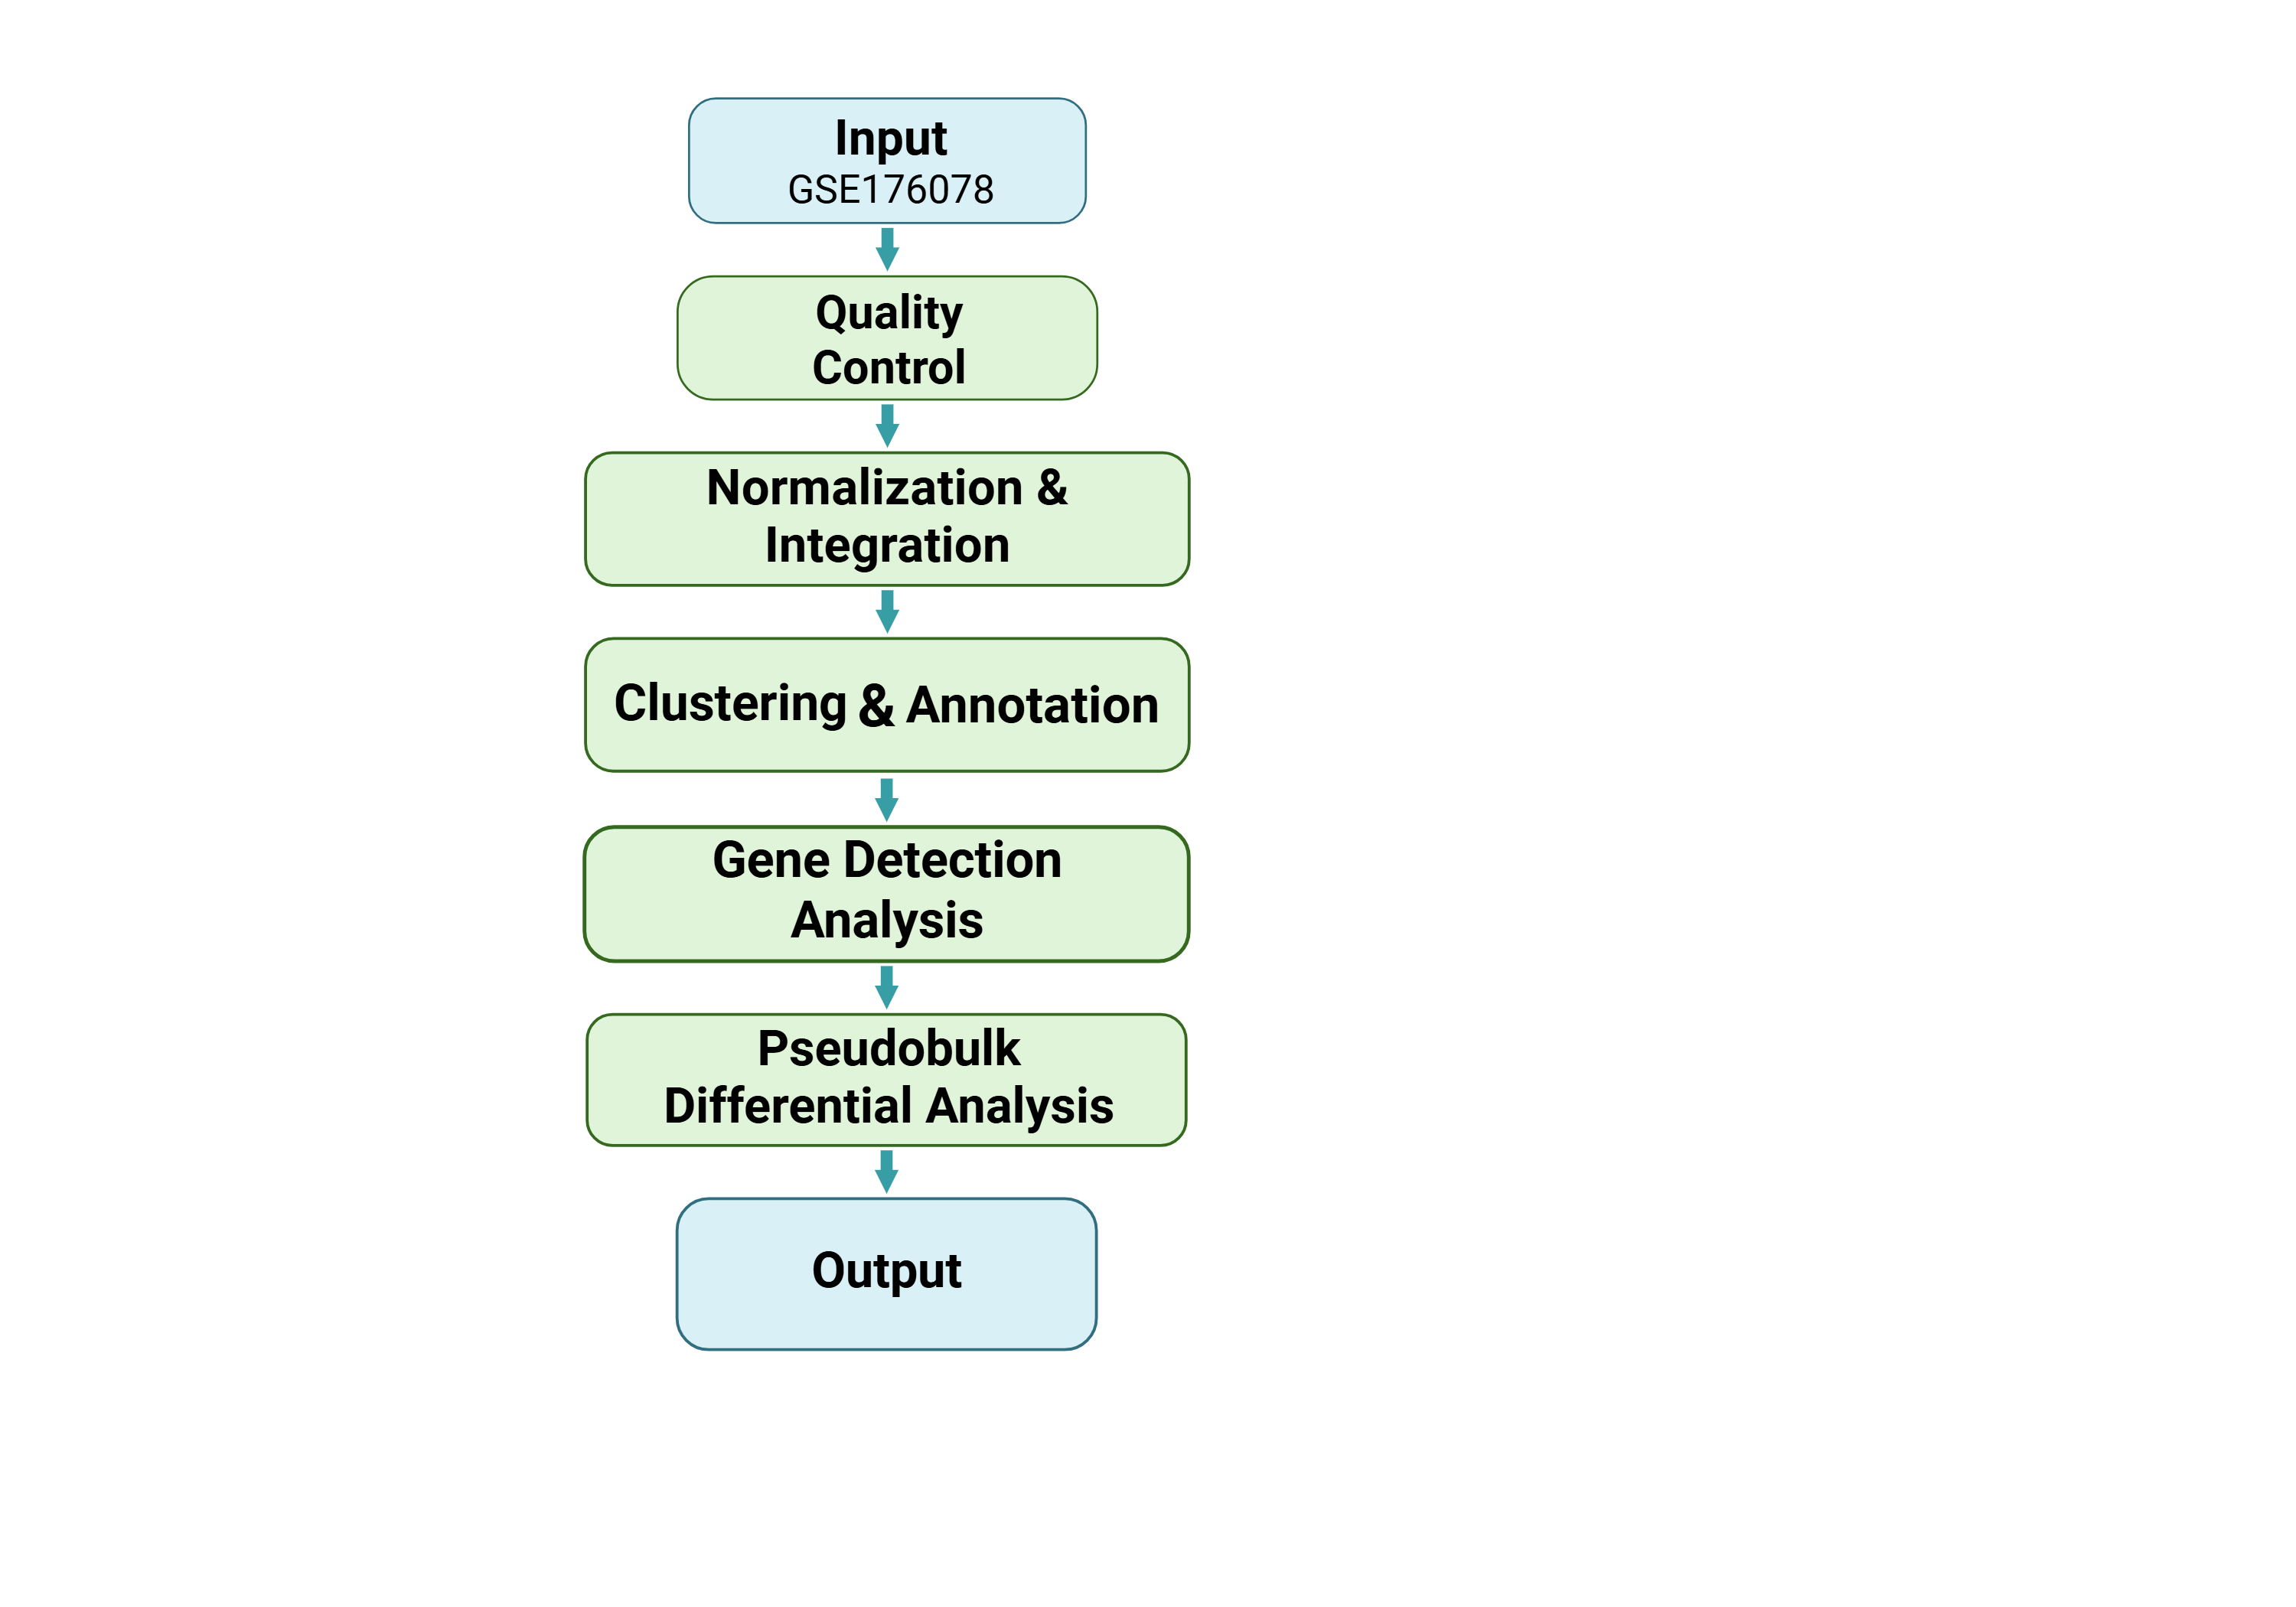 Input
GSE176078
Quality
Control
Normalization &
Integration
Clustering & Annotation
Gene Detection
Analysis
Pseudobulk
Differential Analysis
Output